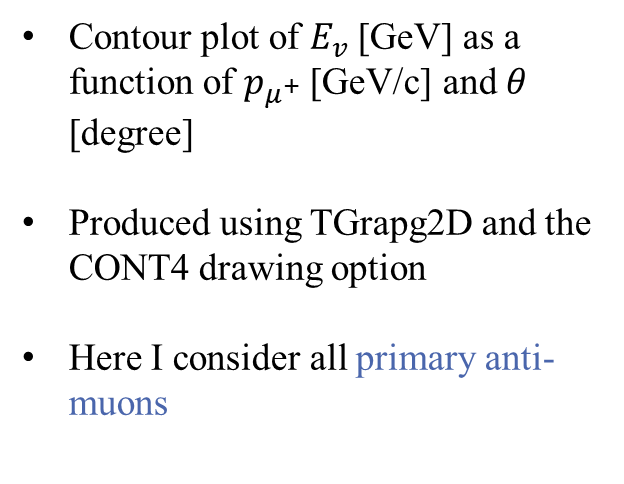 • Contour plot of 𝐸𝜈 [GeV] as a
function of 𝑝𝜇+ [GeV/c] and 𝜃
[degree]
• Produced using TGrapg2D and the
CONT4 drawing option
• Here I consider all primary anti-
muons